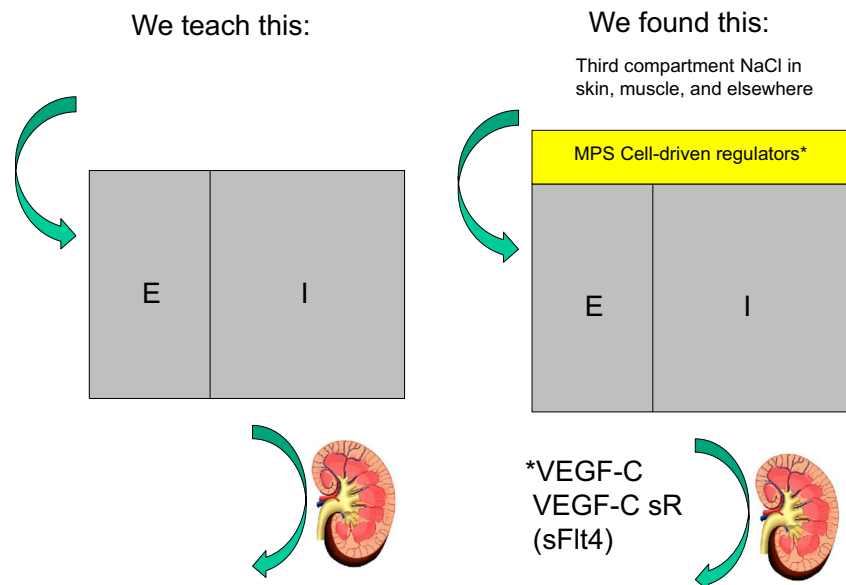 We teach this:
E I
We found this:
Third compartment NaCl in
skin, muscle, and elsewhere
MPS Cell-driven regulators*
E I
*VEGF-C
VEGF-C sR
(sFlt4)